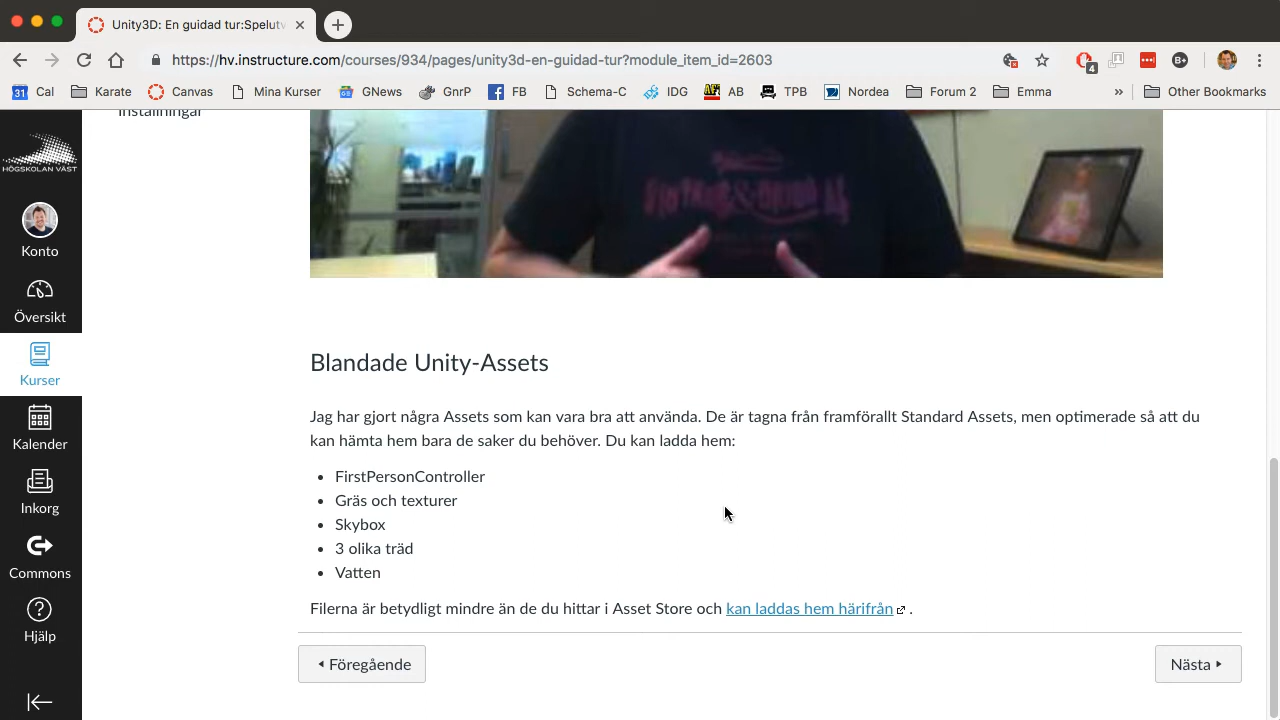 Unity3D: En guidad tur:Spelutv
https://hv.instructure.com/courses/934/pages/unity3d-en-guidad-tur?module_item_id=2603
4
B+
31 Cal Karate Canvas Mina Kurser GNews GnrP FB Schema-C IDG AB TPB Nordea Forum 2 Emma » Other Bookmarks
Inställningar
HÖGSKOLAN VÄST
Konto
Översikt
Kurser
Kalender
Inkorg
Commons
Hjälp
Blandade Unity-Assets
Jag har gjort några Assets som kan vara bra att använda. De är tagna från framförallt Standard Assets, men optimerade så att du
kan hämta hem bara de saker du behöver. Du kan ladda hem:
FirstPersonController
Gräs och texturer
Skybox
3 olika träd
Vatten
Filerna är betydligt mindre än de du hittar i Asset Store och kan laddas hem härifrån .
Föregående
Nästa